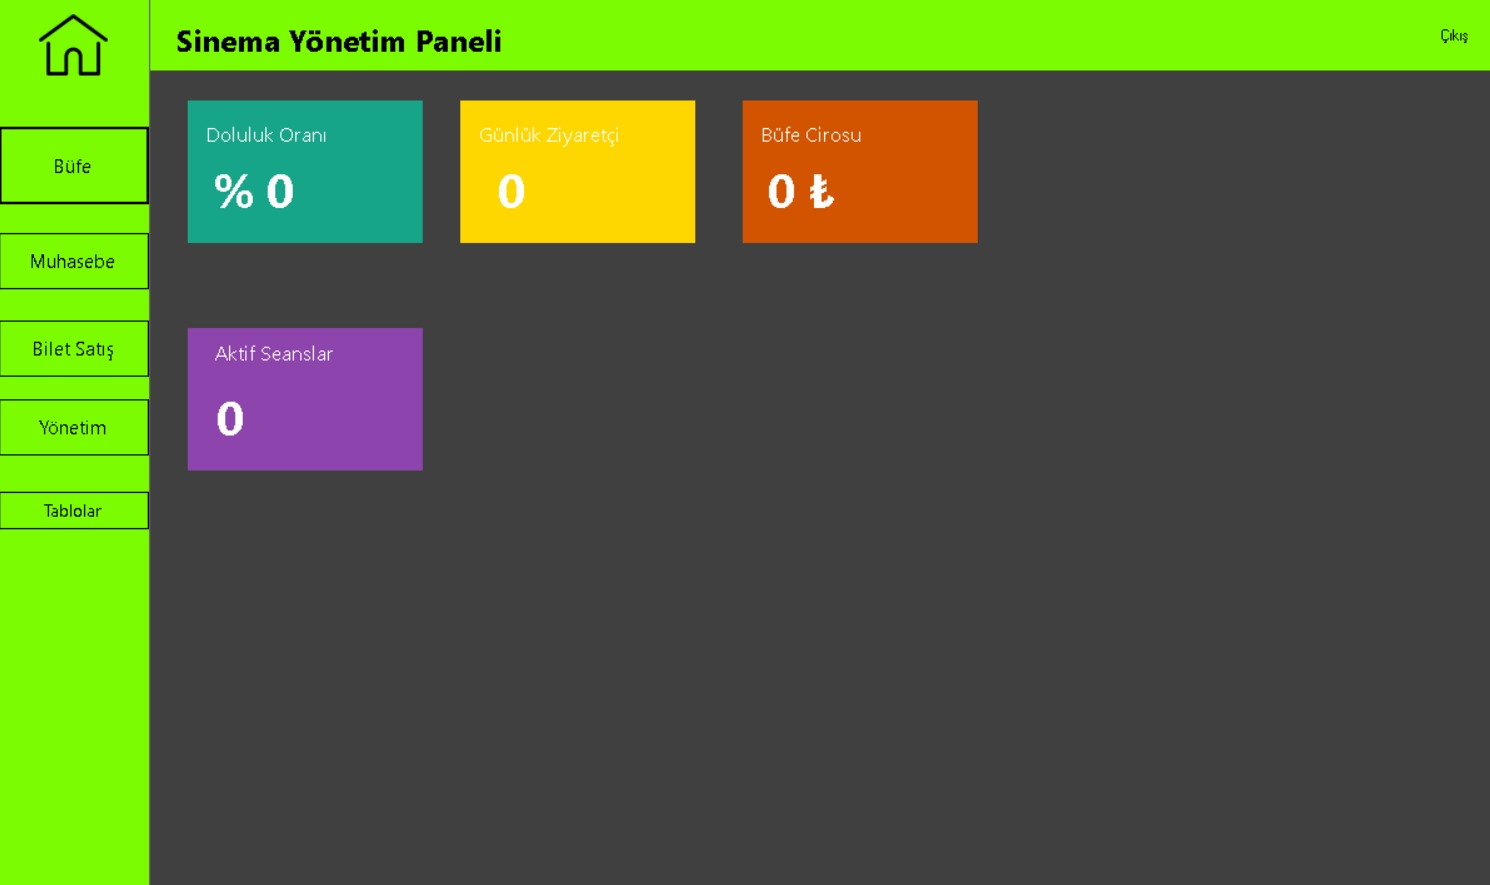 Sinema Yönetim Paneli
Çıkış
Büfe
Muhasebe
Bilet Satış
Yönetim
Tablolar
Doluluk Oranı
% 0
Günlük Ziyaretçi
0
Büfe Cirosu
0 ₺
Aktif Seanslar
0